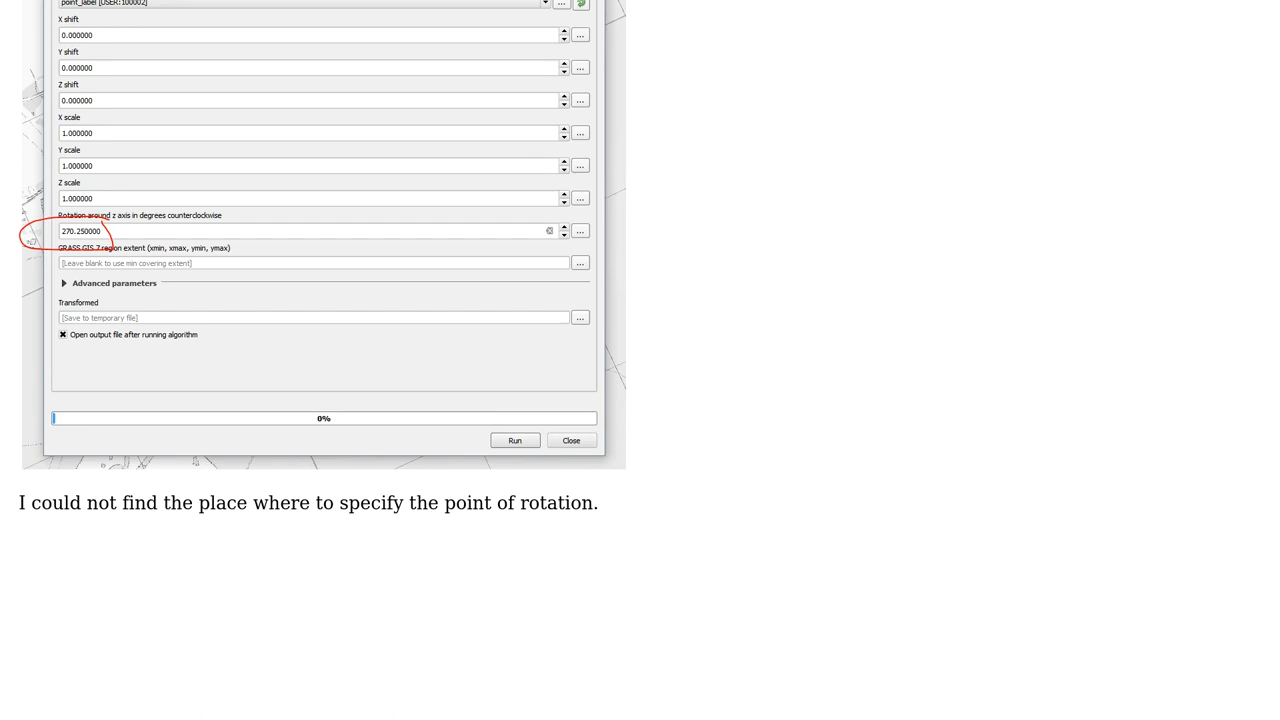 point_label [USER:100002]
...
X shift
0.000000
...
Y shift
0.000000
...
Z shift
0.000000
...
X scale
1.000000
...
Y scale
1.000000
...
Z scale
1.000000
...
Rotation around z axis in degrees counterclockwise
270.250000
...
GRASS GIS 7 region extent (xmin, xmax, ymin, ymax)
[Leave blank to use min covering extent]
...
Advanced parameters
Transformed
[Save to temporary file]
...
Open output file after running algorithm
0%
Run Close
I could not find the place where to specify the point of rotation.